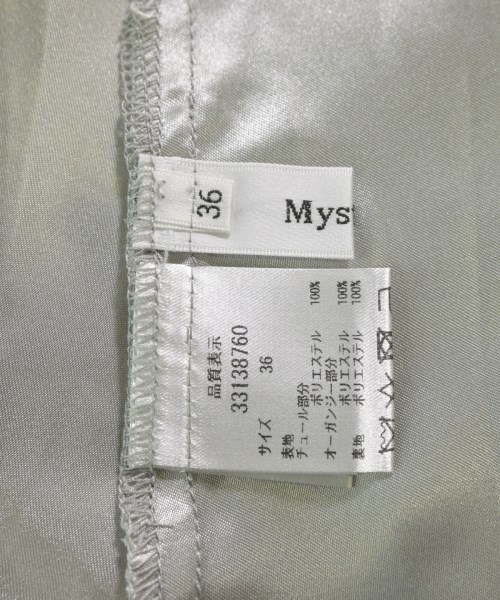 36
Mys
品質表示
33138760
サイズ 36
表地
チュール部分
ポリエステル 100%
オーガンジー部分
ポリエステル 100%
裏地 ポリエステル 100%